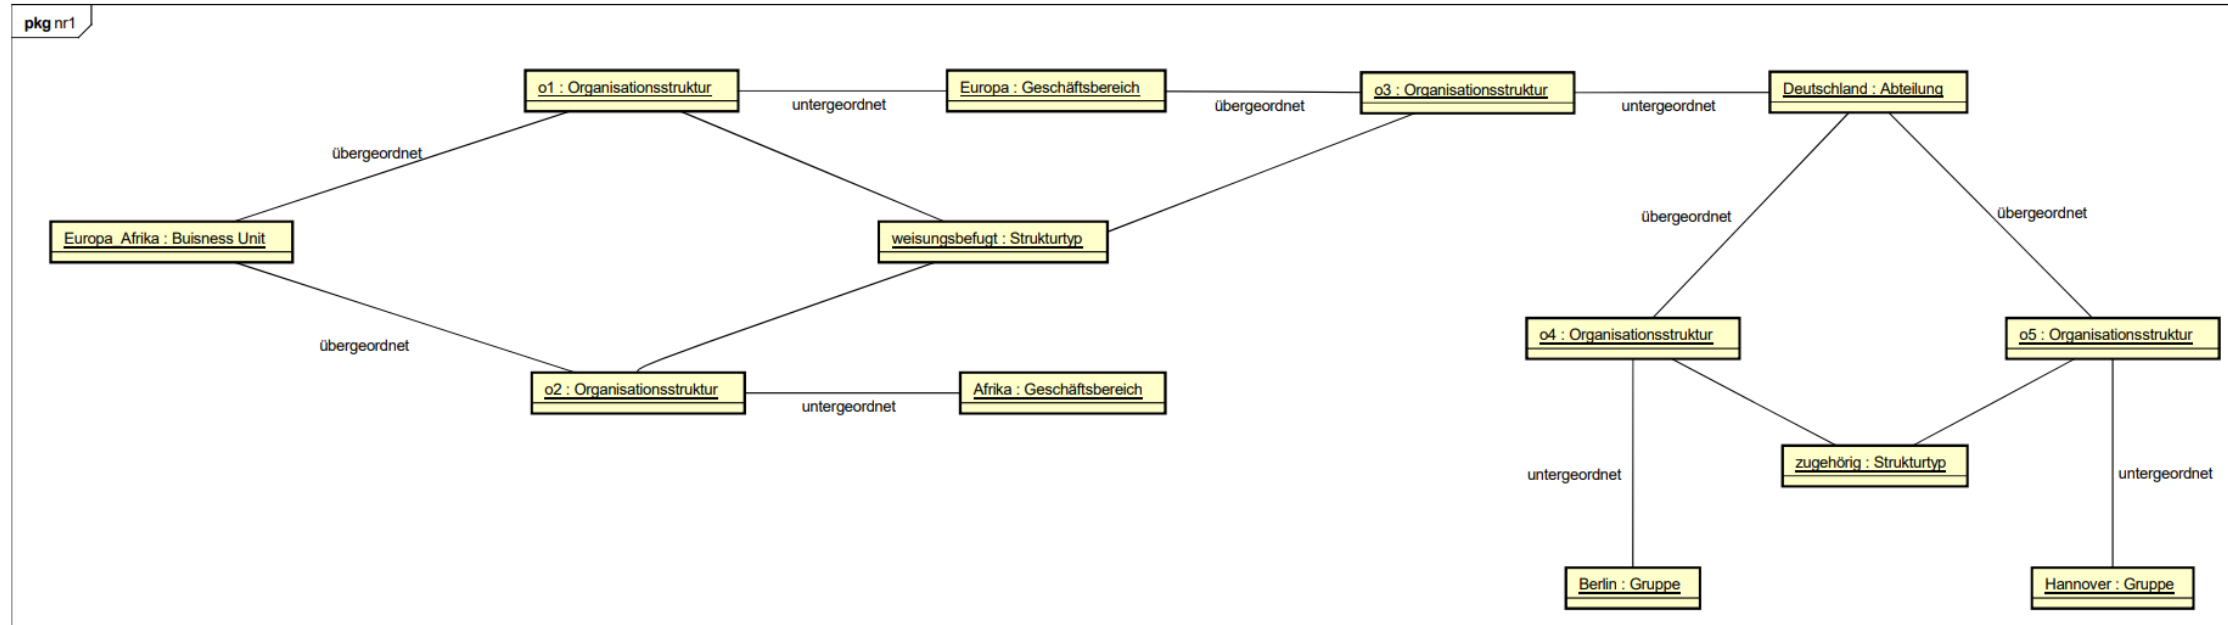 pkg nr1
o1 : Organisationsstruktur
untergeordnet
Europa : Geschäftsbereich
übergeordnet
o3 : Organisationsstruktur
untergeordnet
Deutschland : Abteilung
übergeordnet
übergeordnet
übergeordnet
Europa_Afrika : Buisness Unit
weisungsbefugt : Strukturtyp
übergeordnet
o4 : Organisationsstruktur
o5 : Organisationsstruktur
o2 : Organisationsstruktur
untergeordnet
Afrika : Geschäftsbereich
zugehörig : Strukturtyp
untergeordnet
untergeordnet
Berlin : Gruppe
Hannover : Gruppe